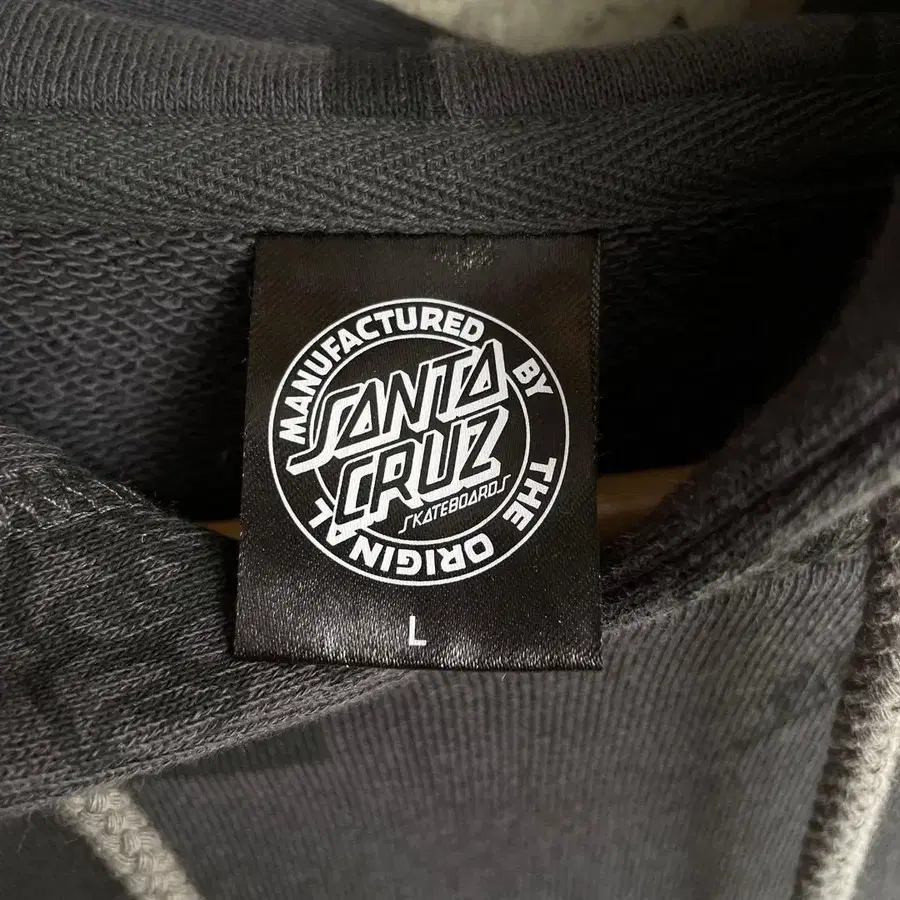 MANUFACTURED BY THE ORIGINAL
SANTA
CRUZ
SKATEBOARDS
L